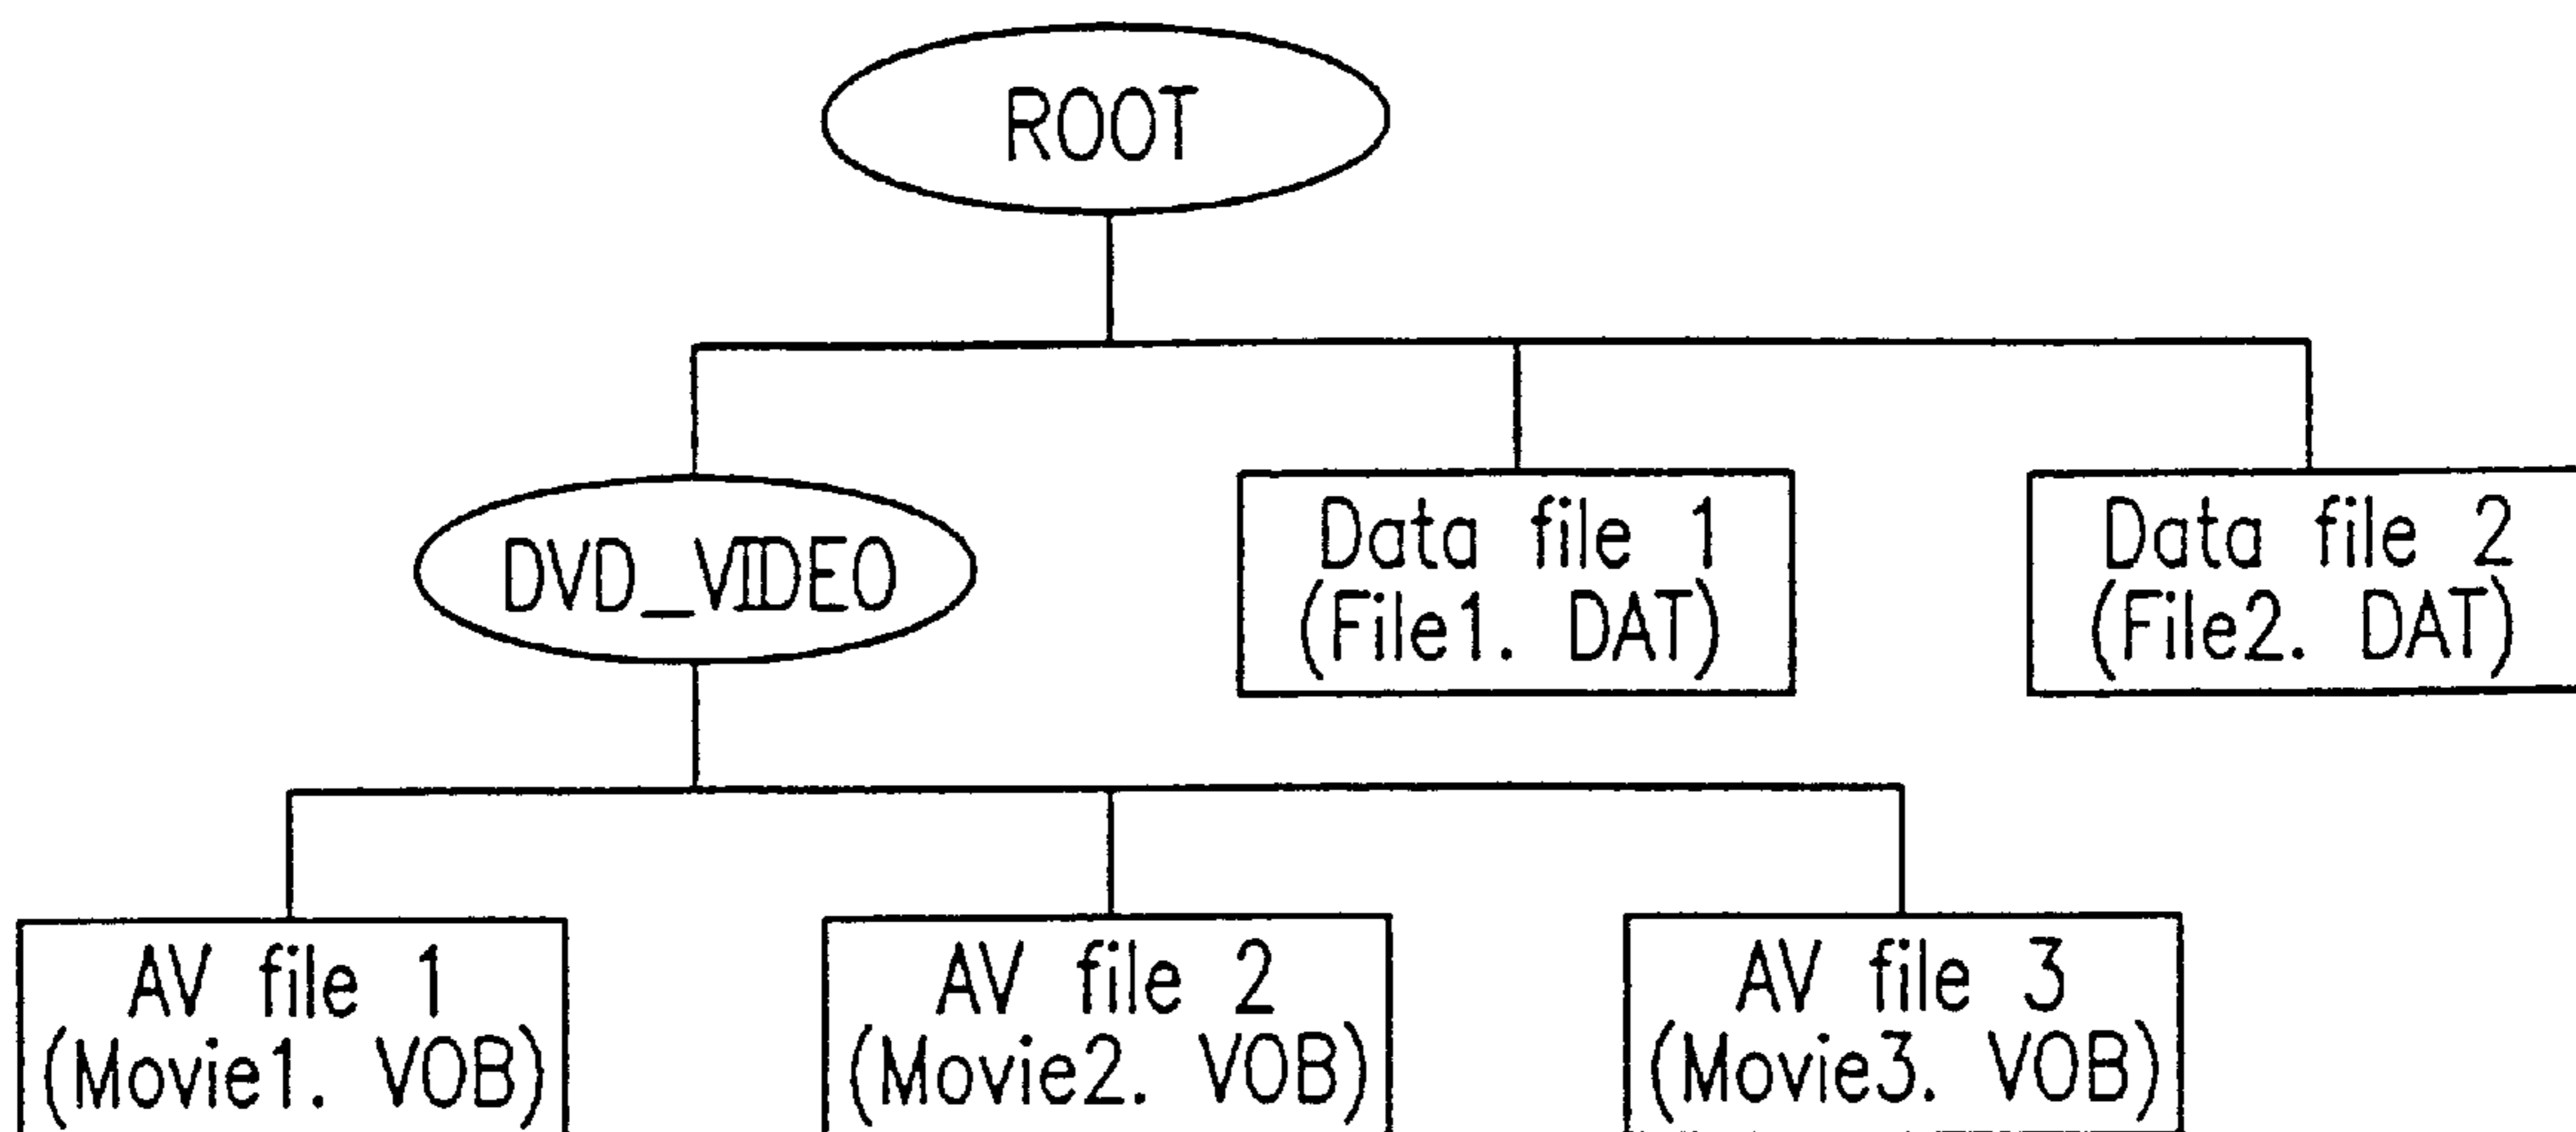 ROOT
DVD_VIDEO
Data file 1
(File1. DAT)
Data file 2
(File2. DAT)
AV file 1
(Movie1. VOB)
AV file 2
(Movie2. VOB)
AV file 3
(Movie3. VOB)